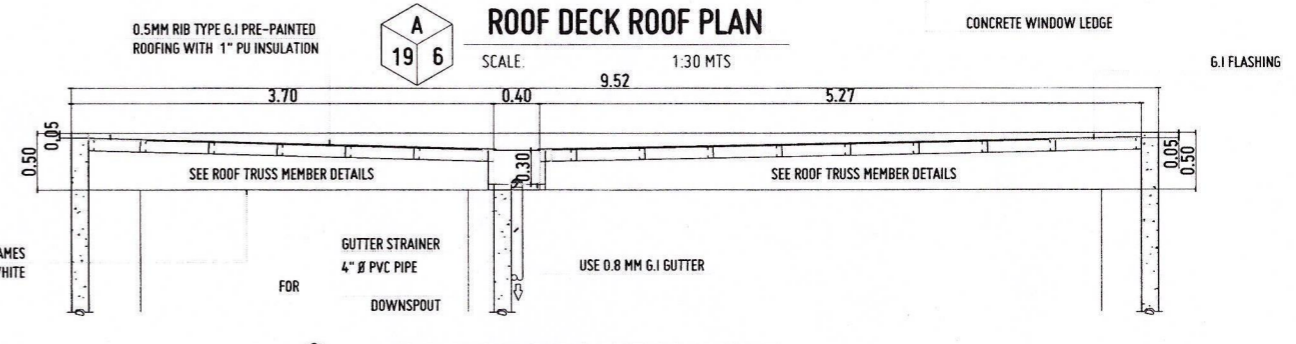 0.5MM RIB TYPE G.I PRE-PAINTED
ROOFING WITH 1" PU INSULATION
A
19 6
ROOF DECK ROOF PLAN
SCALE: 1:30 MTS
CONCRETE WINDOW LEDGE
G.I FLASHING
9.52
3.70 0.40 5.27
0.05
0.50
0.30
0.05
0.50
SEE ROOF TRUSS MEMBER DETAILS
SEE ROOF TRUSS MEMBER DETAILS
AMES
HITE
GUTTER STRAINER
4" Ø PVC PIPE
FOR
DOWNSPOUT
USE 0.8 MM G.I GUTTER